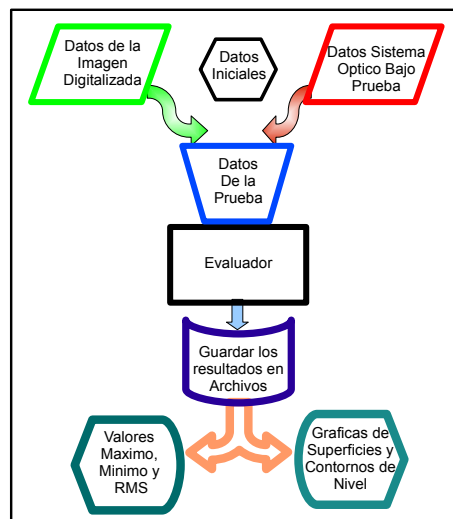 Datos de la
Imagen
Digitalizada
Datos
Iniciales
Datos Sistema
Optico Bajo
Prueba
Datos
De la
Prueba
Evaluador
Guardar los
resultados en
Archivos
Valores
Maximo,
Minimo y
RMS
Graficas de
Superficies y
Contornos de
Nivel